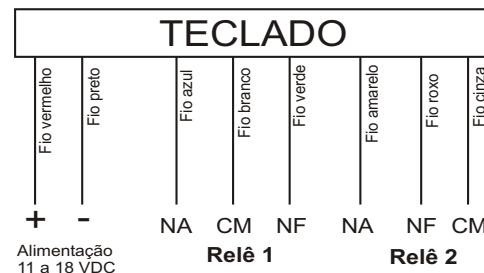 TECLADO
Fio vermelho
Fio preto
Fio azul
Fio branco
Fio verde
Fio amarelo
Fio roxo
Fio cinza
+ - NA CM NF NA NF CM
Alimentação
11 a 18 VDC
Relê 1
Relê 2